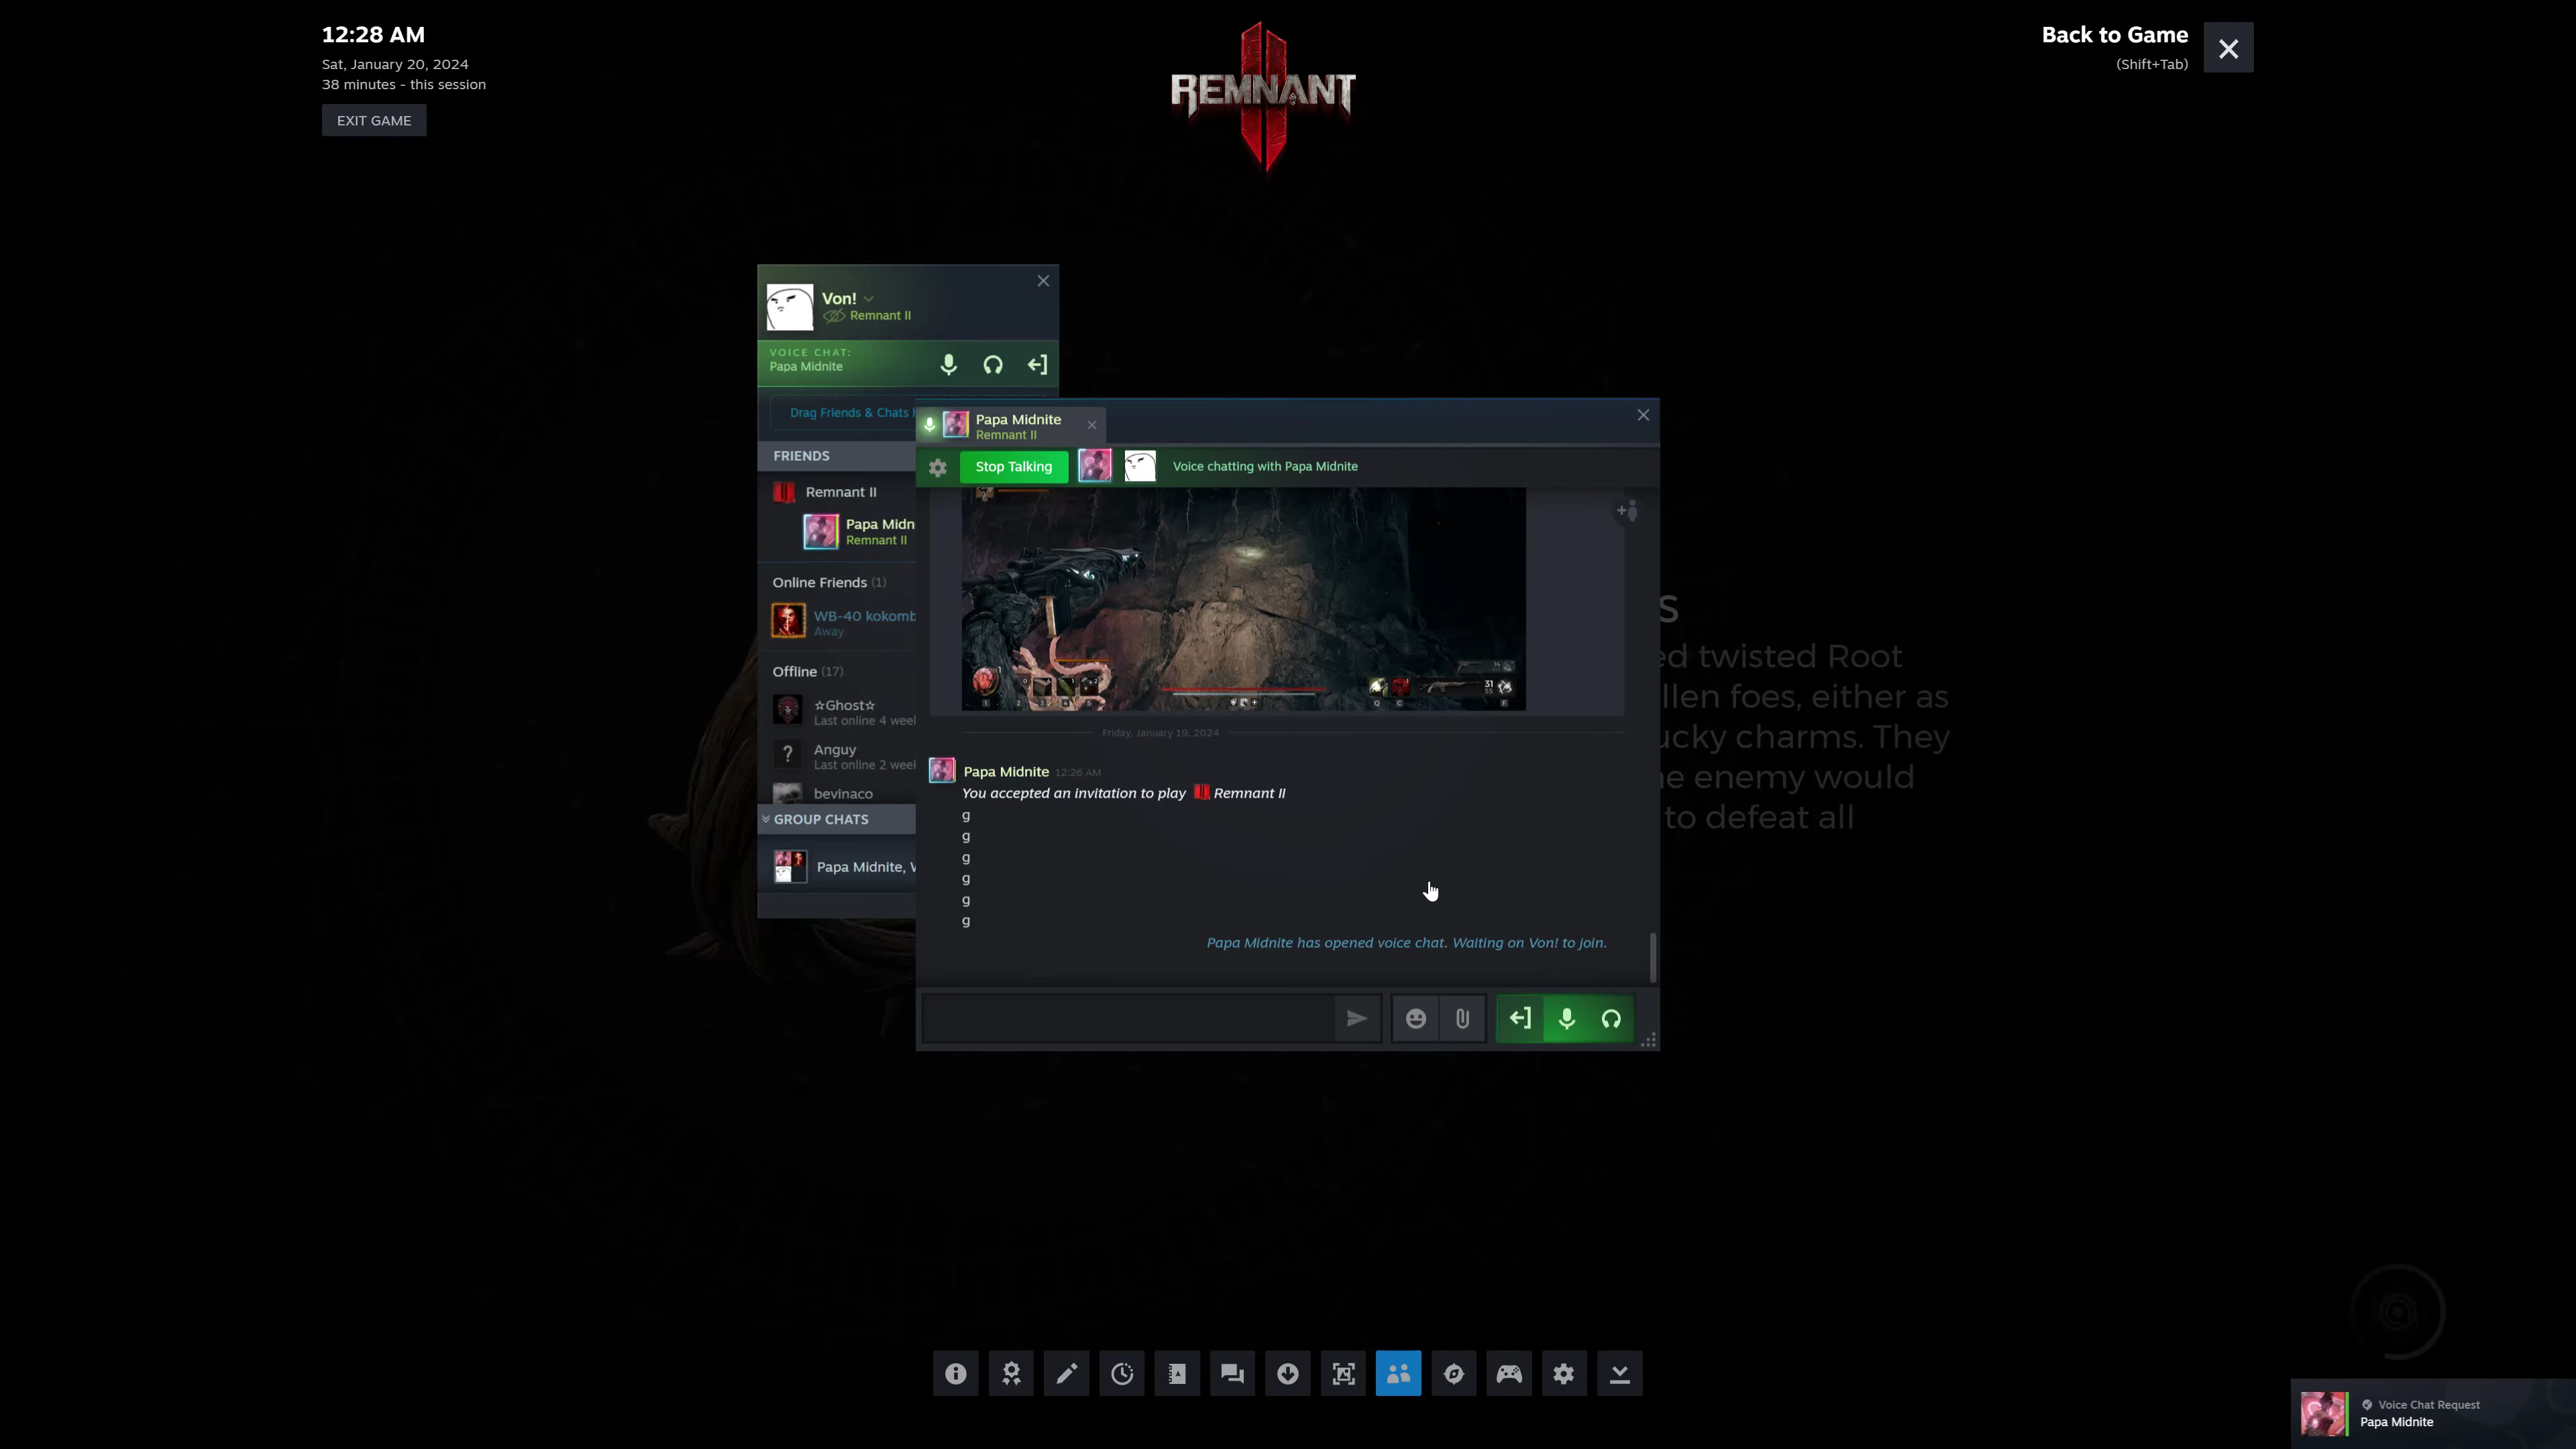 12:28 AM
Sat, January 20, 2024
38 minutes - this session
EXIT GAME
REMNANT
Back to Game
(Shift+Tab)
Von!
Remnant II
VOICE CHAT:
Papa Midnite
Drag Friends & Chats
FRIENDS
Remnant II
Papa Midn
Remnant II
Online Friends (1)
WB-40 kokomb
Away
Offline (17)
☆Ghost☆
Last online 4 week
?
Anguy
Last online 2 week
bevinaco
GROUP CHATS
Papa Midnite,
Papa Midnite
Remnant II
Stop Talking
Voice chatting with Papa Midnite
31
Friday, January 19, 2024
Papa Midnite 12:26 AM
You accepted an invitation to play Remnant II
g
g
g
g
g
g
Papa Midnite has opened voice chat. Waiting on Von! to join.
s
ed twisted Root
llen foes, either as
ucky charms. They
ne enemy would
to defeat all
Voice Chat Request
Papa Midnite